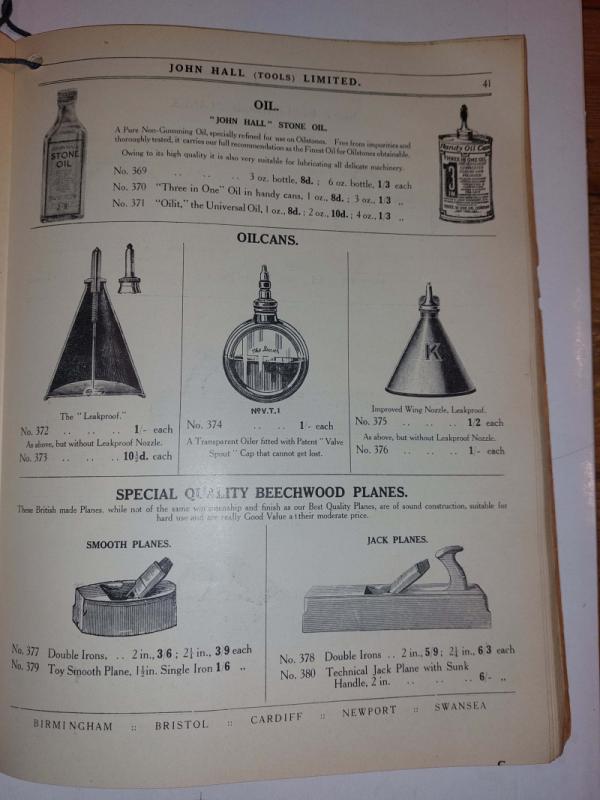 JOHN HALL (TOOLS) LIMITED.
41
OIL.
"JOHN HALL" STONE OIL.
A Pure Non-Gumming Oil, specially refined for use on Oilstones. Free from impurities and
thoroughly tested, it carries our full recommendation as the Finest Oil for Oilstones obtainable.
Owing to its high quality it is also very suitable for lubricating all delicate machinery.
No. 369 .. .. .. .. 3 oz. bottle, 8d.; 6 oz. bottle, 1/3 each
No. 370 "Three in One" Oil in handy cans, 1 oz., 8d.; 3 oz., 1/3 „
No. 371 "Oilit," the Universal Oil, 1 oz., 8d.; 2 oz., 10d.; 4 oz., 1/3 „
STONE
OIL
Handy Oil Can
THREE IN ONE OIL
3
OILCANS.
The "Leakproof."
No. 372 .. .. .. 1/- each
As above, but without Leakproof Nozzle.
No. 373 .. .. .. 10½d. each
NoV.T.1
No. 374 .. .. .. 1/- each
A Transparent Oiler fitted with Patent "Valve
Spout" Cap that cannot get lost.
K
Improved Wing Nozzle, Leakproof.
No. 375 .. .. .. 1/2 each
As above, but without Leakproof Nozzle.
No. 376 .. .. .. 1/- each
SPECIAL QUALITY BEECHWOOD PLANES.
These British made Planes, while not of the same workmanship and finish as our Best Quality Planes, are of sound construction, suitable for
hard use and are really Good Value at their moderate price.
SMOOTH PLANES.
No. 377 Double Irons, .. 2 in., 3/6; 2¼ in., 3/9 each
No. 379 Toy Smooth Plane, 1½in. Single Iron 1/6 „
JACK PLANES.
No. 378 Double Irons .. 2 in., 5/9; 2¼ in., 6/3 each
No. 380 Technical Jack Plane with Sunk
Handle, 2 in. .. .. .. 6/- „
BIRMINGHAM :: BRISTOL :: CARDIFF :: NEWPORT :: SWANSEA